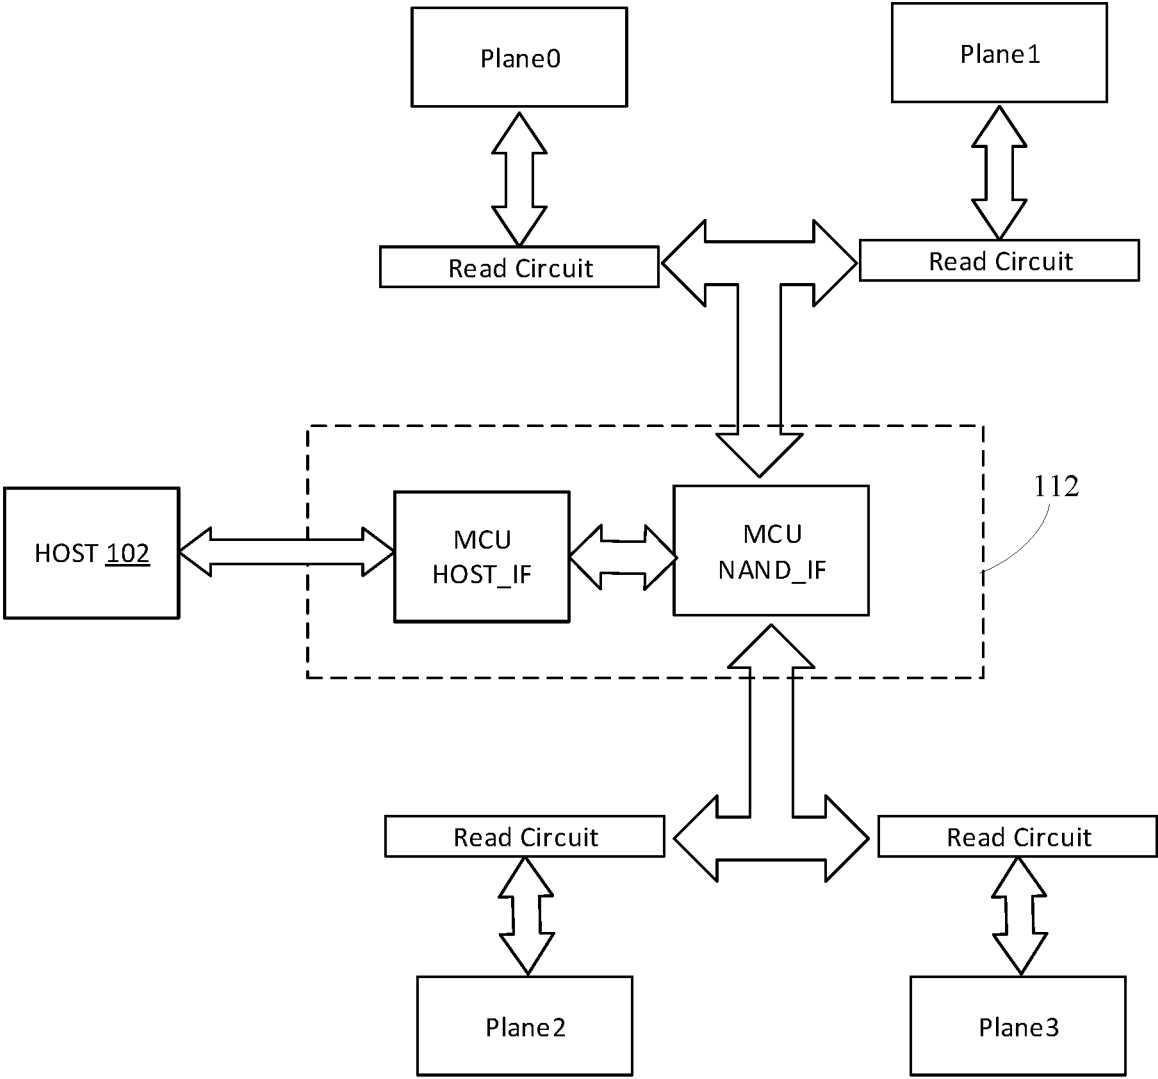 Plane0
Plane1
Read Circuit
Read Circuit
112
HOST 102
MCU
HOST_IF
MCU
NAND_IF
Read Circuit
Read Circuit
Plane2
Plane3